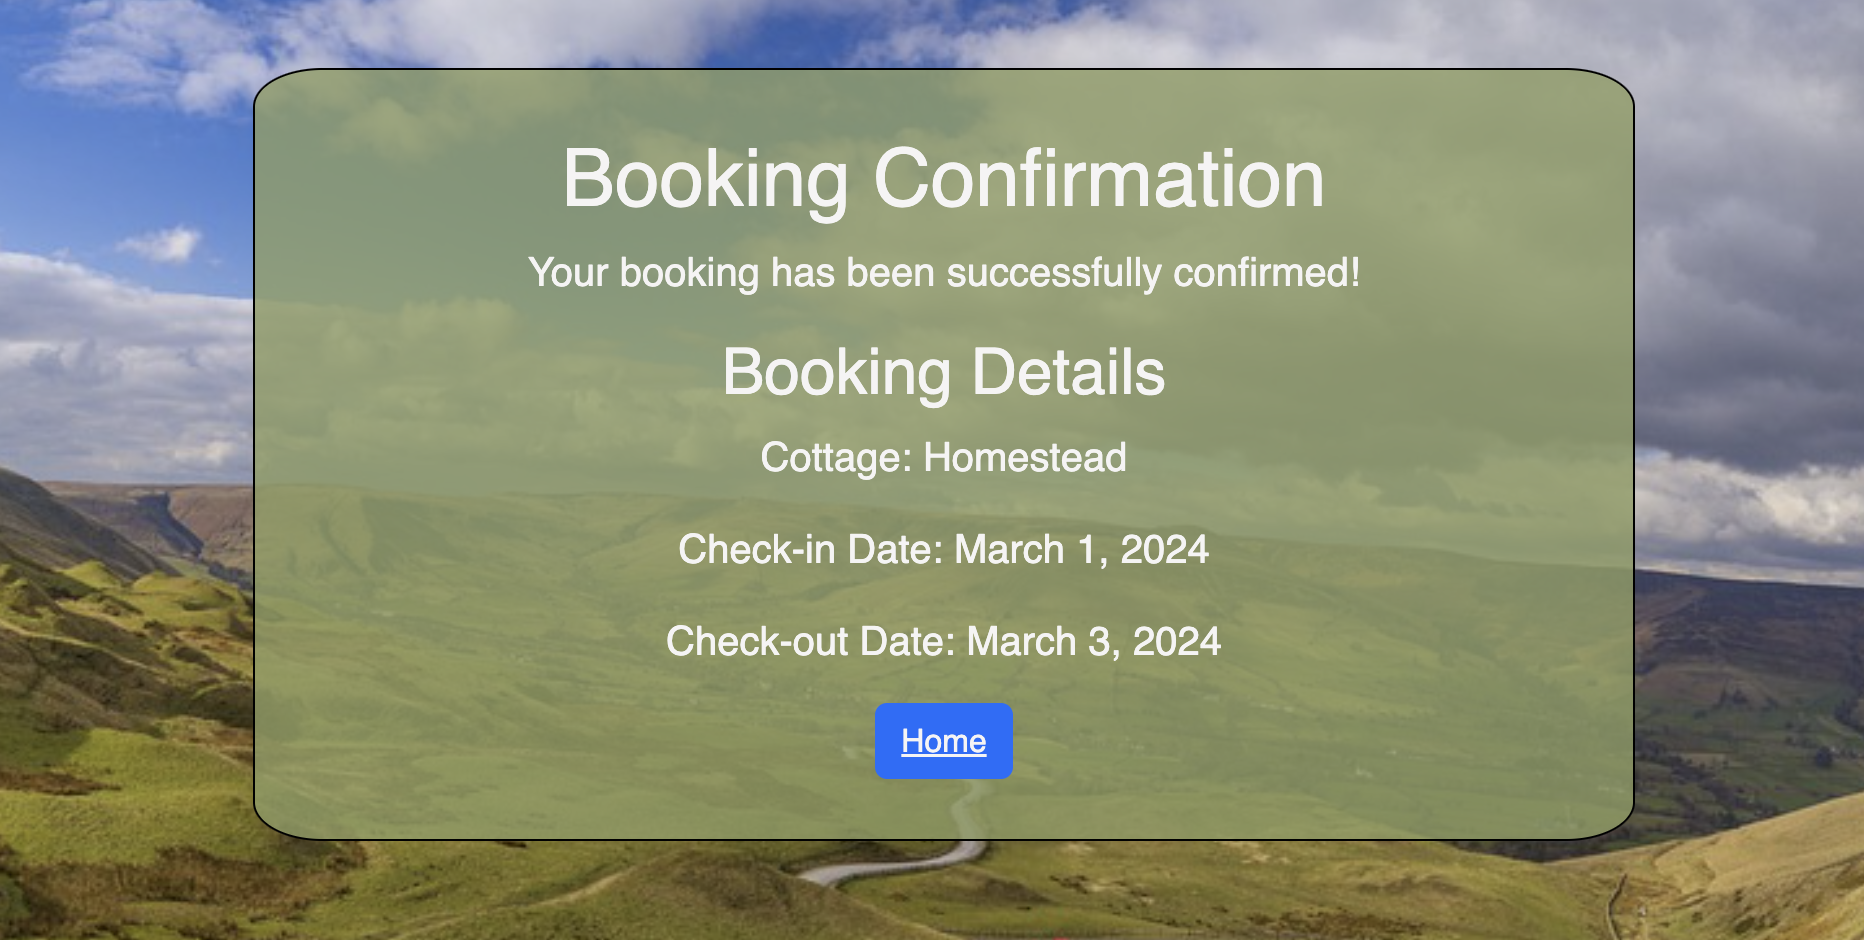 Booking Confirmation
Your booking has been successfully confirmed!
Booking Details
Cottage: Homestead
Check-in Date: March 1, 2024
Check-out Date: March 3, 2024
Home